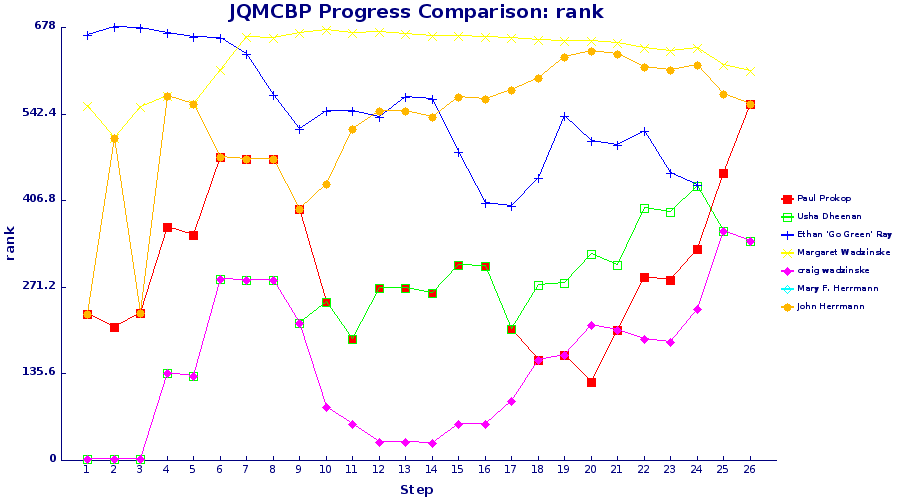 JQMCBP Progress Comparison: rank
678
542.4
406.8
271.2
135.6
0
rank
1 2 3 4 5 6 7 8 9 10 11 12 13 14 15 16 17 18 19 20 21 22 23 24 25 26
Step
Paul Prokop
Usha Dheenan
Ethan 'Go Green' Ray
Margaret Wadzinske
craig wadzinske
Mary F. Herrmann
John Herrmann